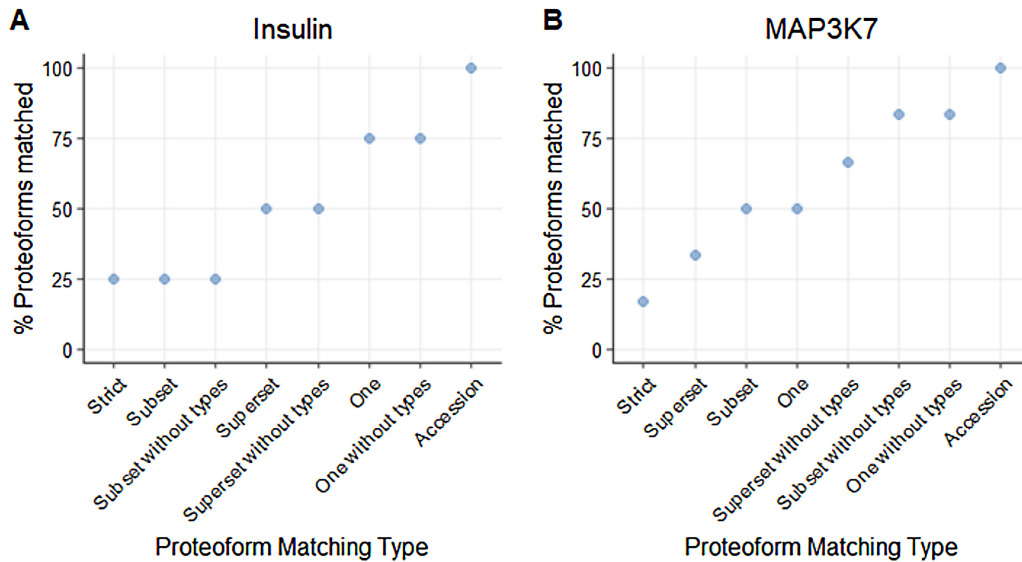 A
Insulin
% Proteoforms matched
100
75
50
25
0
Strict
Subset
Subset without types
Superset
Superset without types
One
One without types
Accession
Proteoform Matching Type
B
MAP3K7
% Proteoforms matched
100
75
50
25
0
Strict
Superset
Subset
One
Superset without types
Subset without types
One without types
Accession
Proteoform Matching Type